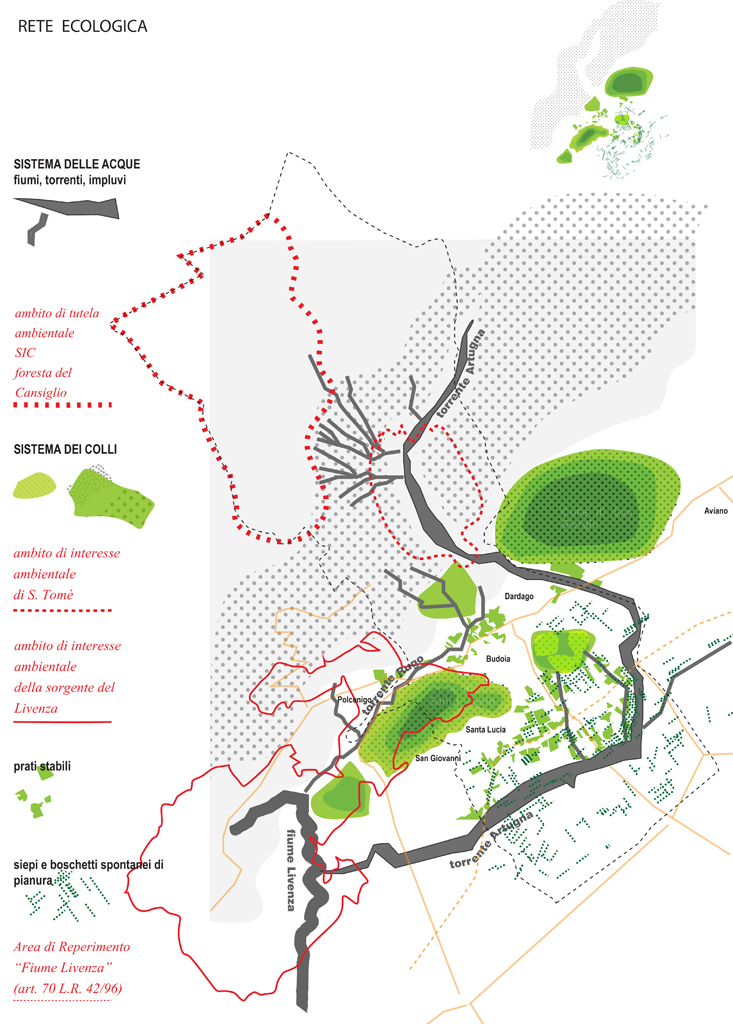 RETE ECOLOGICA
SISTEMA DELLE ACQUE
fiumi, torrenti, impluvi
ambito di tutela
ambientale
SIC
foresta del
Cansiglio
SISTEMA DEI COLLI
ambito di interesse
ambientale
di S. Tomè
ambito di interesse
ambientale
della sorgente del
Livenza
prati stabili
siepi e boschetti spontanei di
pianura
Area di Reperimento
“Fiume Livenza”
(art. 70 L.R. 42/96)
torrente Artugna
Aviano
Dardago
Budoia
torrente Rugo
Polcenigo
Santa Lucia
San Giovanni
torrente Artugna
fiume Livenza